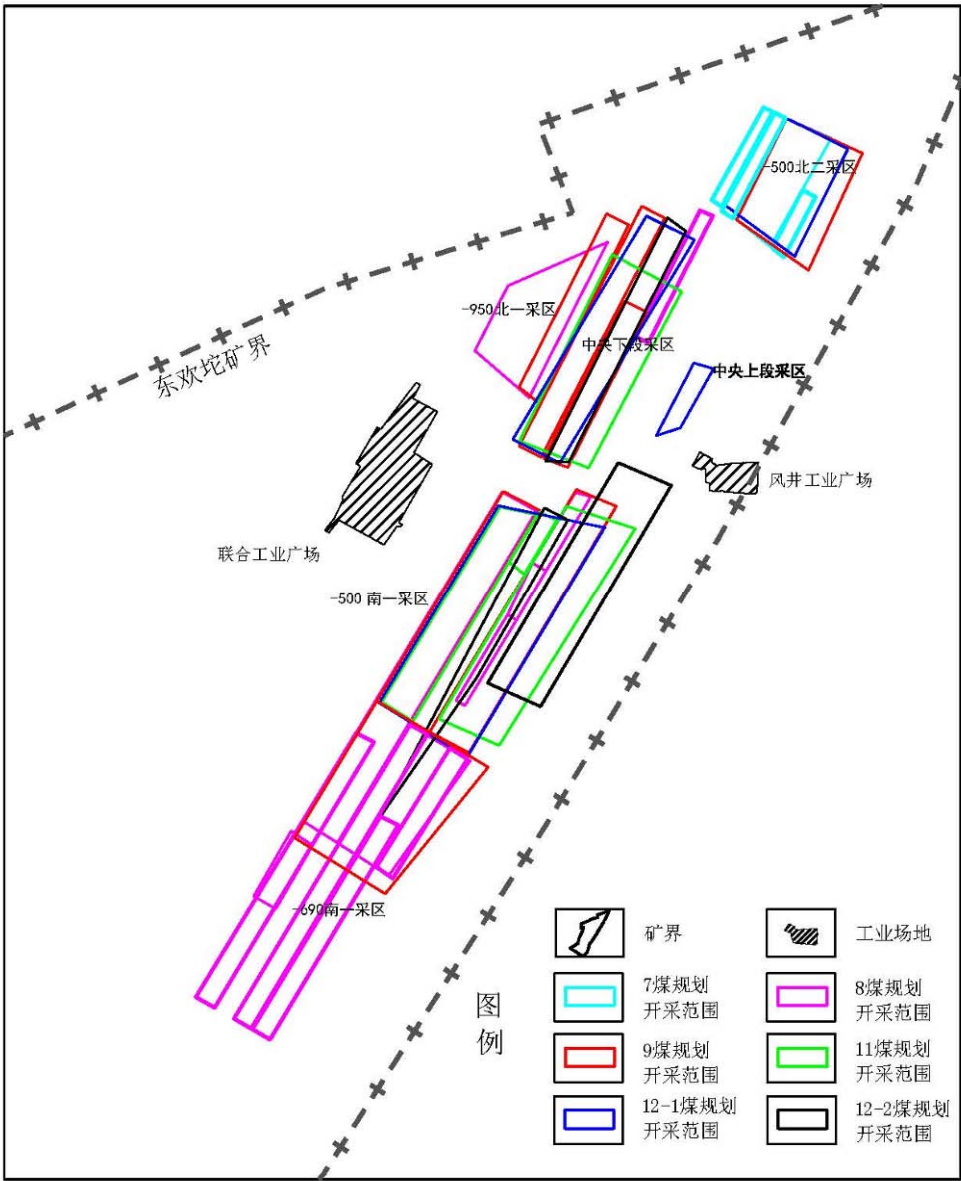 -500北二采区
-950北一采区
东欢坨矿界
中央下段采区
中央上段采区
风井工业广场
联合工业广场
-500 南一采区
-690南一采区
图
例
矿界
工业场地
7煤规划
开采范围
8煤规划
开采范围
9煤规划
开采范围
11煤规划
开采范围
12-1煤规划
开采范围
12-2煤规划
开采范围